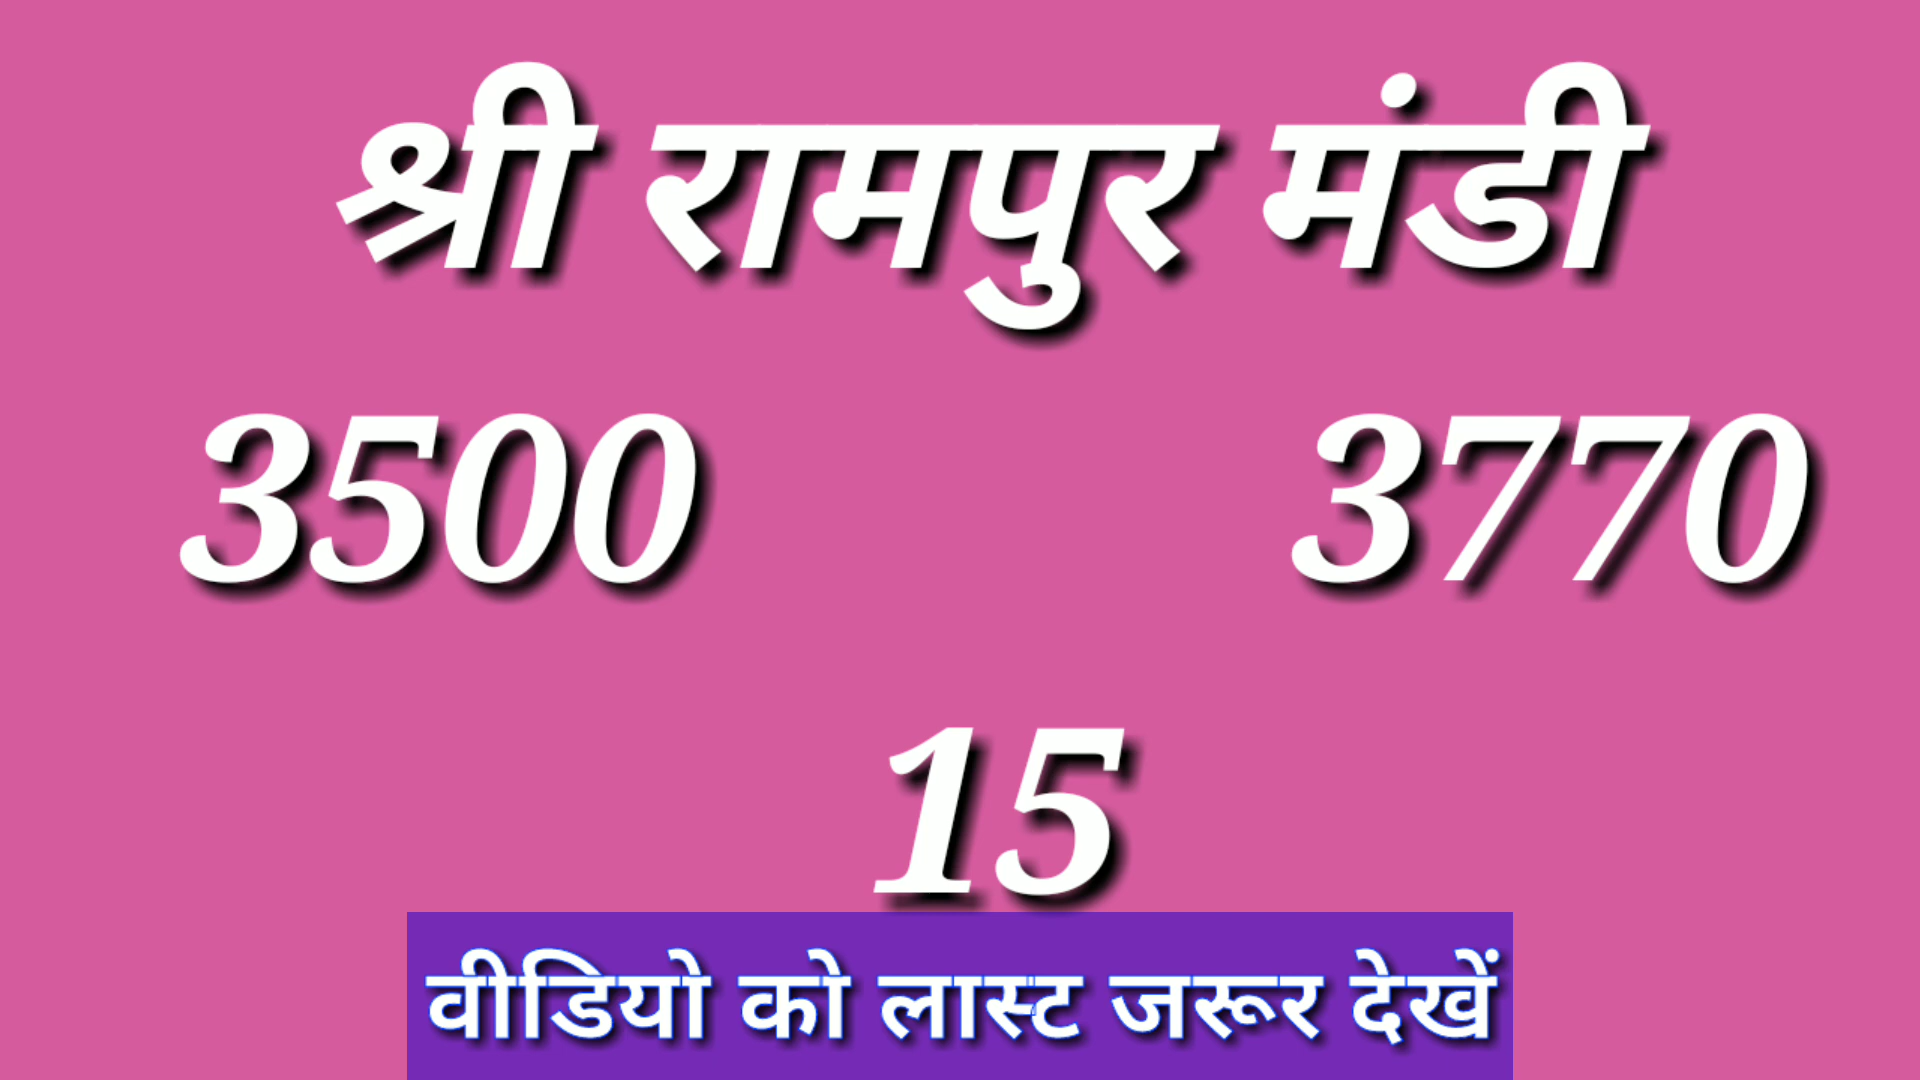 श्री रामपुर मंडी
3500 3770
15
वीडियो को लास्ट जरूर देखें